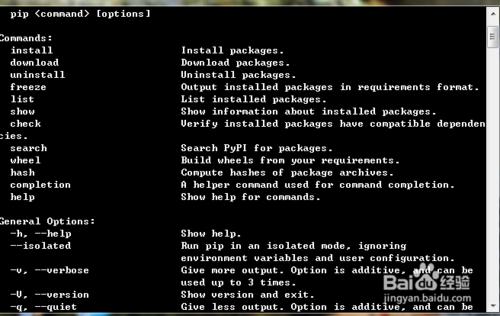 pip <command> [options]
Commands:
install Install packages.
download Download packages.
uninstall Uninstall packages.
freeze Output installed packages in requirements format.
list List installed packages.
show Show information about installed packages.
check Verify installed packages have compatible dependen
cies.
search Search PyPI for packages.
wheel Build wheels from your requirements.
hash Compute hashes of package archives.
completion A helper command used for command completion.
help Show help for commands.
General Options:
-h, --help Show help.
--isolated Run pip in an isolated mode, ignoring
environment variables and user configuration.
-v, --verbose Give more output. Option is additive, and can be
used up to 3 times.
-V, --version Show version and exit.
-q, --quiet Give less output. Option is additive, and can be
Baidu 经验
jingyan.baidu.com